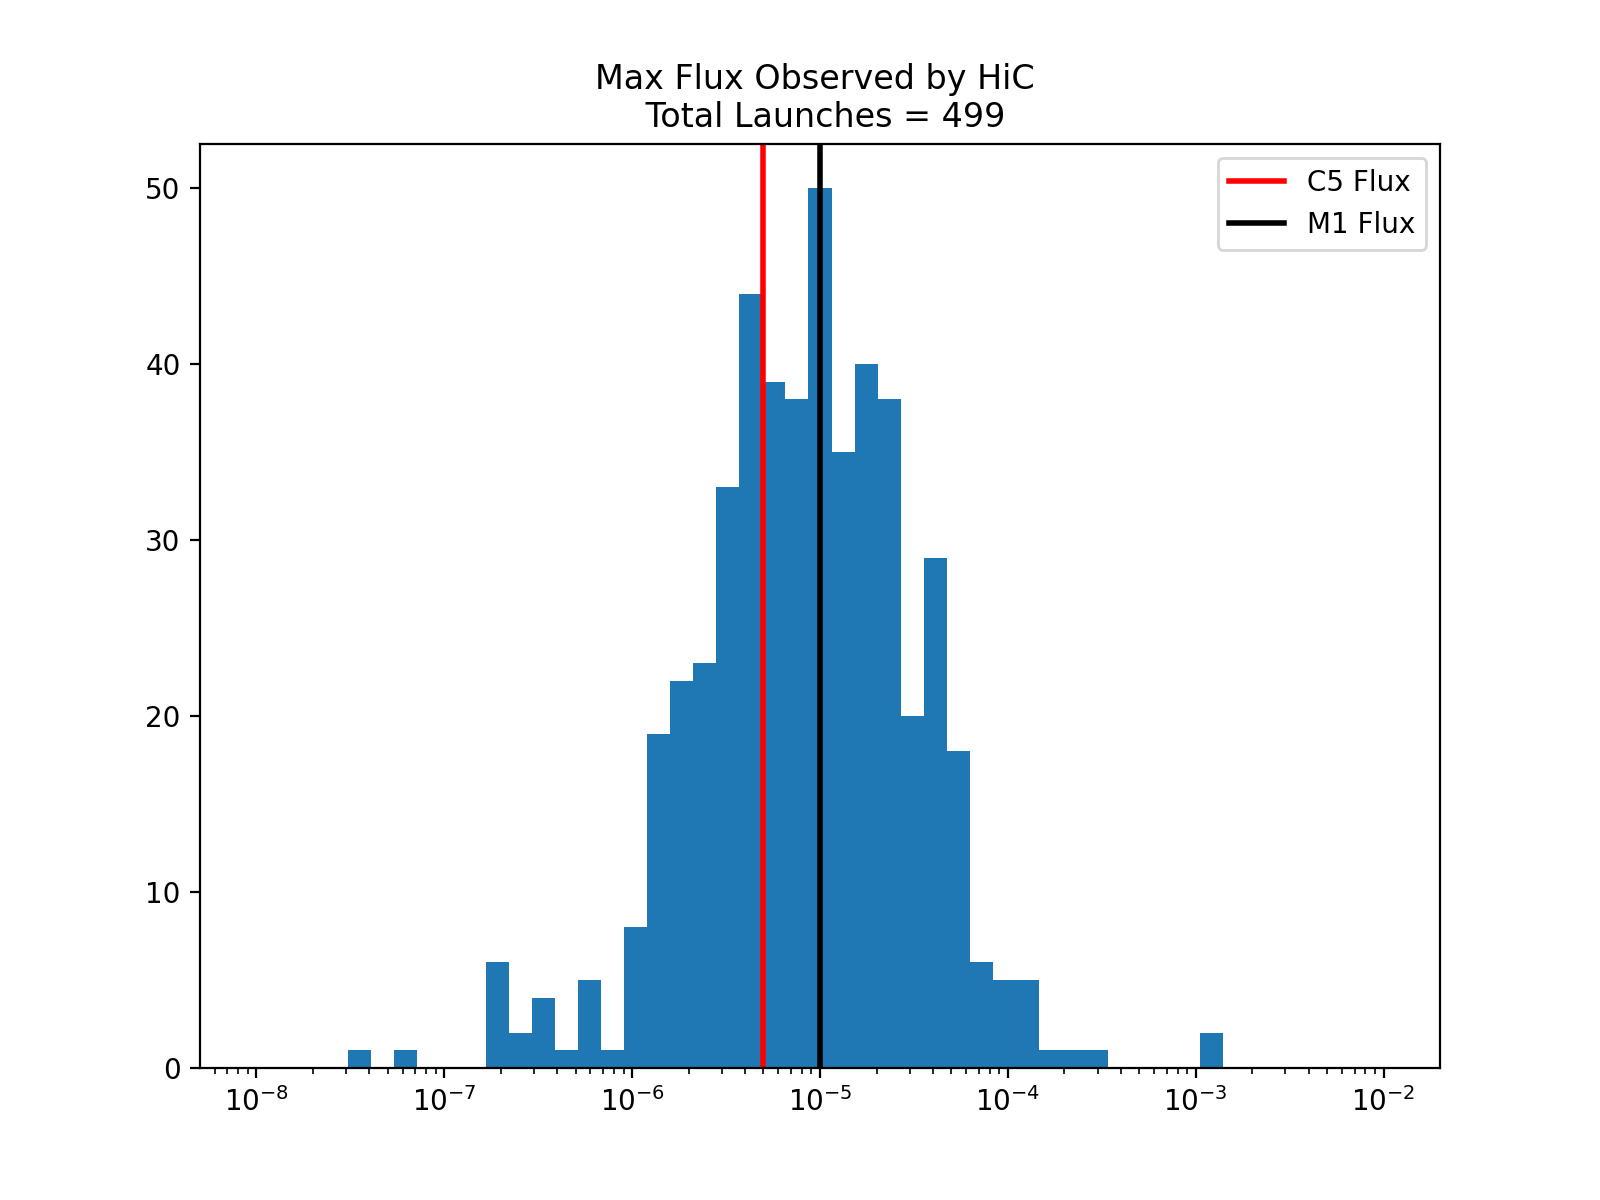 Max Flux Observed by HiC
Total Launches = 499
C5 Flux
M1 Flux
50
40
30
20
10
0
10⁻⁸ 10⁻⁷ 10⁻⁶ 10⁻⁵ 10⁻⁴ 10⁻³ 10⁻²